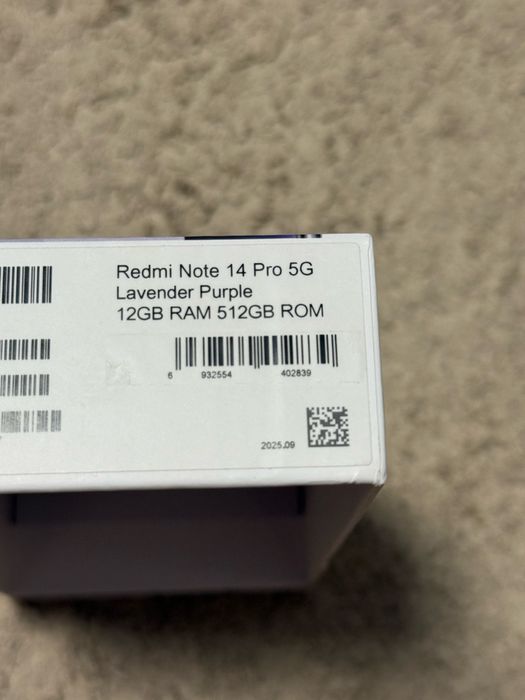 Redmi Note 14 Pro 5G
Lavender Purple
12GB RAM 512GB ROM
6 932554 402839
2025.09